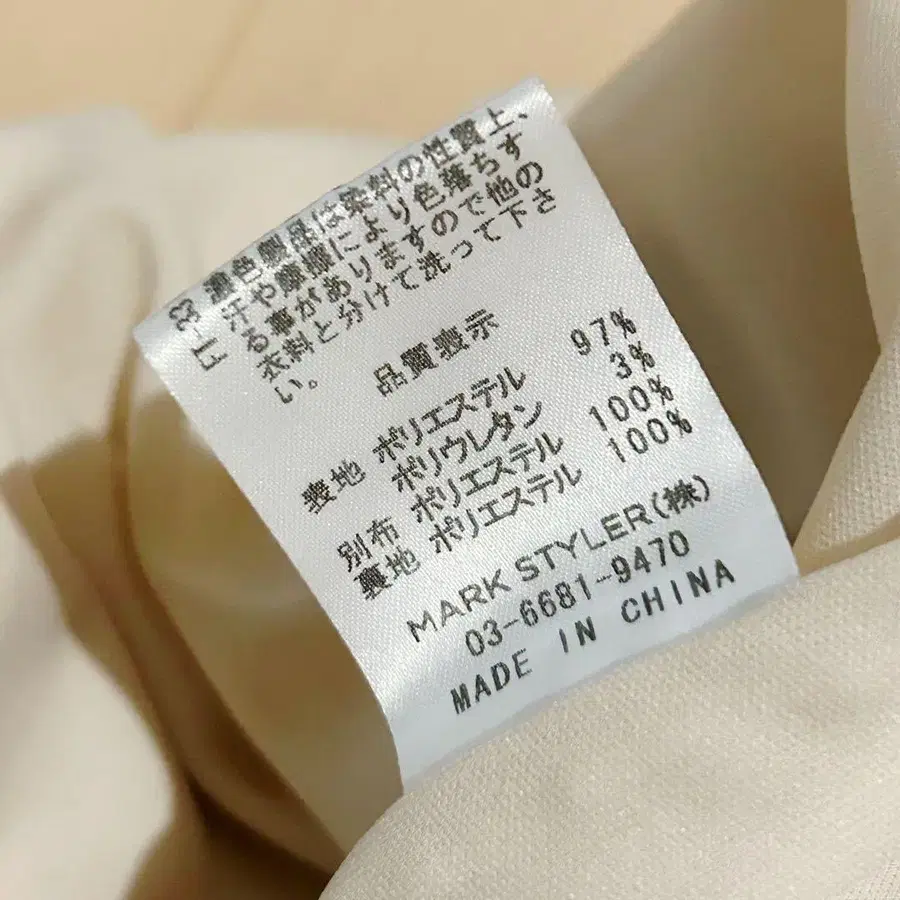 11-33 濃色製品は染料の性質上、
汗や摩擦により色落ちす
る事がありますので他の
衣料と分けて洗って下さ
い。
品質表示
表地 ポリエステル 97%
ポリウレタン 3%
別布 ポリエステル 100%
裏地 ポリエステル 100%
MARK STYLER(株)
03-6681-9470
MADE IN CHINA